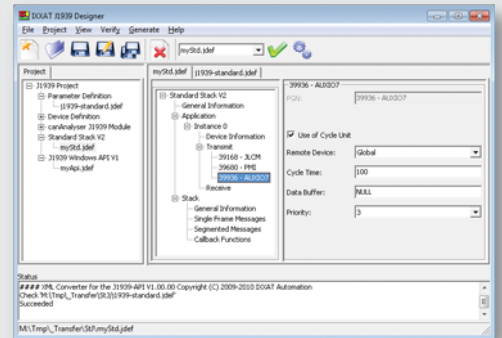 IXXAT J1939 Designer
File Project View Verify Generate Help
myStd.jdef
Project
J1939 Project
Parameter Definition
j1939-standard.jdef
Device Definition
canAnalyser J1939 Module
Standard Stack V2
myStd.jdef
J1939 Windows API V1
myApi.jdef
myStd.jdef j1939-standard.jdef
Standard Stack V2
General Information
Application
Instance 0
Device Information
Transmit
39168 - JLCM
39680 - PMI
39936 - AUXIO7
Receive
Stack
General Information
Single Frame Messages
Segmented Messages
Callback Functions
39936 - AUXIO7
PGN: 39936 - AUXIO7
Use of Cycle Unit
Remote Device: Global
Cycle Time: 100
Data Buffer: NULL
Priority: 3
Status
#### XML Converter for the J1939-API V1.00.00 Copyright (C) 2009-2010 IXXAT Automation
Check 'M:\Tmp\_Transfer\StJ\j1939-standard.jdef'
Succeeded
M:\Tmp\_Transfer\StJ\myStd.jdef